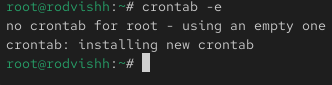 root@rodvishh:~# crontab -e
no crontab for root - using an empty one
crontab: installing new crontab
root@rodvishh:~#